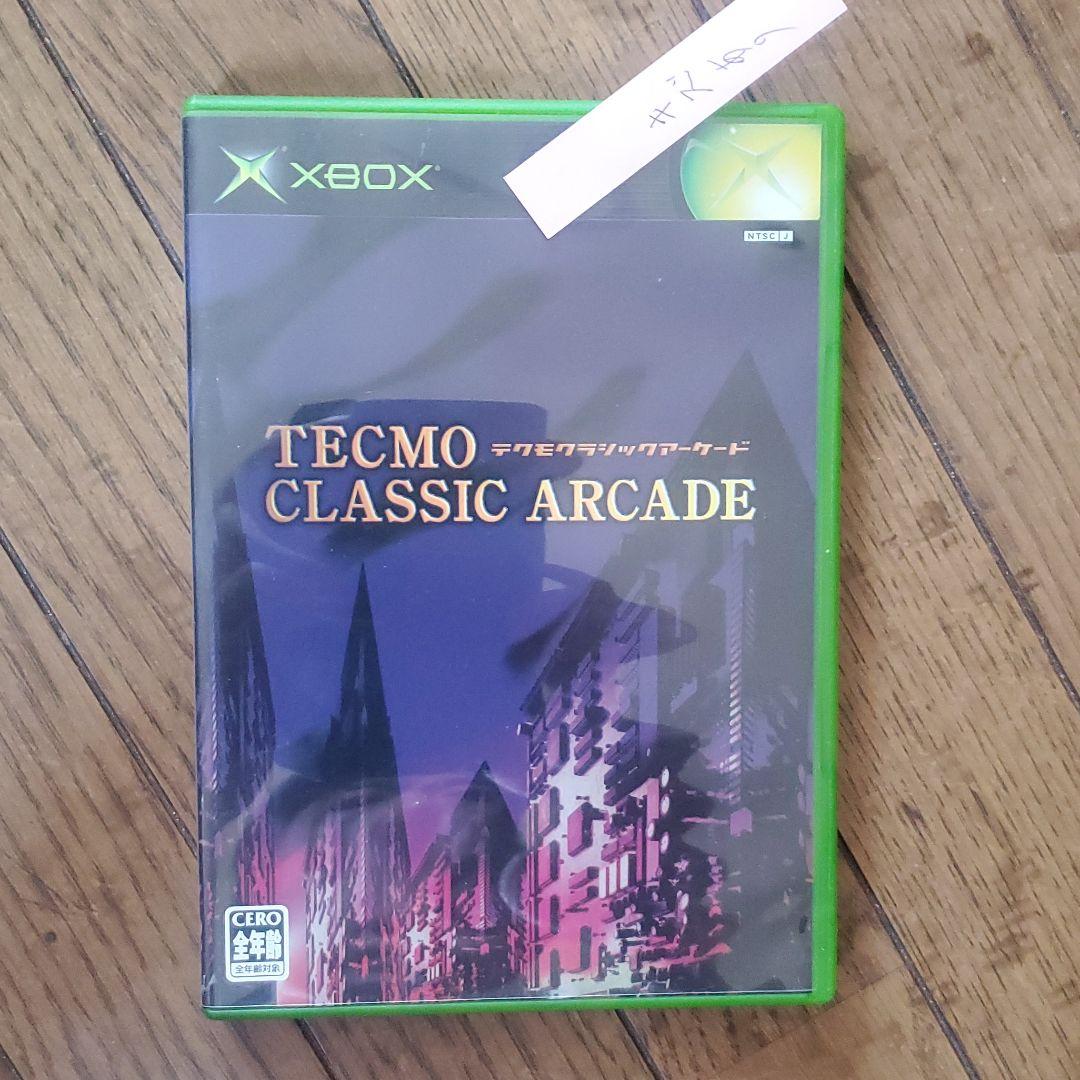 XBOX
NTSC J
TECMO テクモクラシックアーケード
CLASSIC ARCADE
CERO
全年齢
全年齢対象